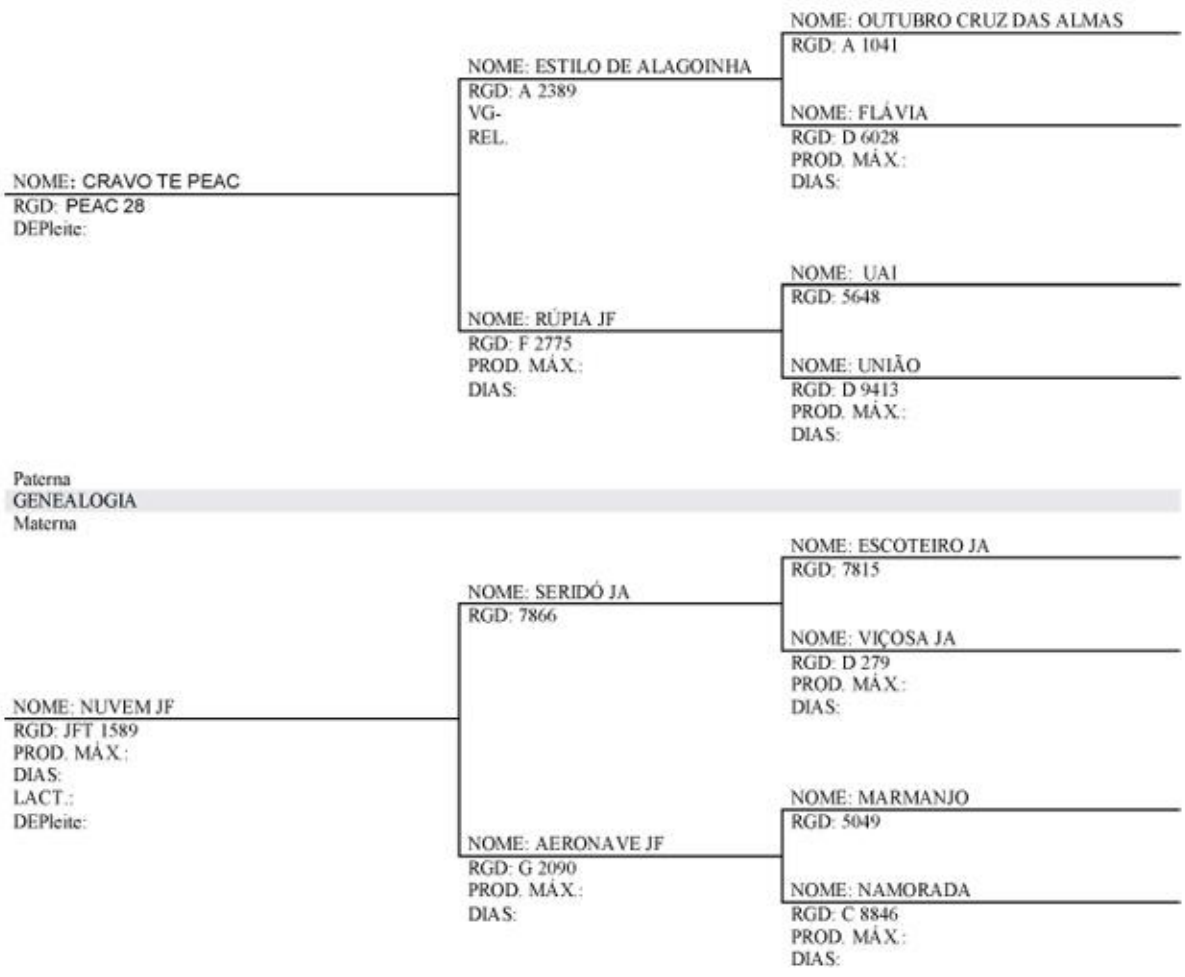 NOME: OUTUBRO CRUZ DAS ALMAS
RGD: A 1041
NOME: ESTILO DE ALAGOINHA
RGD: A 2389
VG-
REL.
NOME: FLÁVIA
RGD: D 6028
PROD. MÁX.:
DIAS:
NOME: CRAVO TE PEAC
RGD: PEAC 28
DEPleite:
NOME: UAI
RGD: 5648
NOME: RÚPIA JF
RGD: F 2775
PROD. MÁX.:
DIAS:
NOME: UNIÃO
RGD: D 9413
PROD. MÁX.:
DIAS:
Paterna
GENEALOGIA
Materna
NOME: ESCOTEIRO JA
RGD: 7815
NOME: SERIDÓ JA
RGD: 7866
NOME: VIÇOSA JA
RGD: D 279
PROD. MÁX.:
DIAS:
NOME: NUVEM JF
RGD: JFT 1589
PROD. MÁX.:
DIAS:
LACT.:
DEPleite:
NOME: MARMANJO
RGD: 5049
NOME: AERONAVE JF
RGD: G 2090
PROD. MÁX.:
DIAS:
NOME: NAMORADA
RGD: C 8846
PROD. MÁX.:
DIAS: